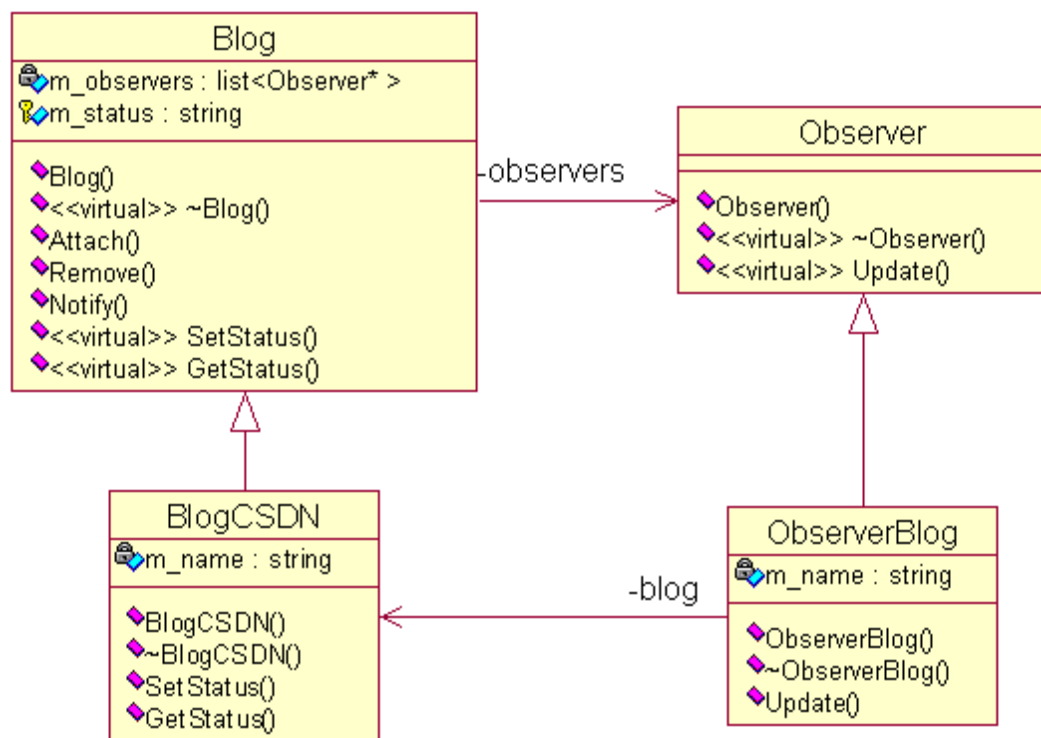 Blog
m_observers : list<Observer* >
m_status : string
Blog()
<<virtual>> ~Blog()
Attach()
Remove()
Notify()
<<virtual>> SetStatus()
<<virtual>> GetStatus()
-observers
Observer
Observer()
<<virtual>> ~Observer()
<<virtual>> Update()
BlogCSDN
m_name : string
BlogCSDN()
~BlogCSDN()
SetStatus()
GetStatus()
-blog
ObserverBlog
m_name : string
ObserverBlog()
~ObserverBlog()
Update()